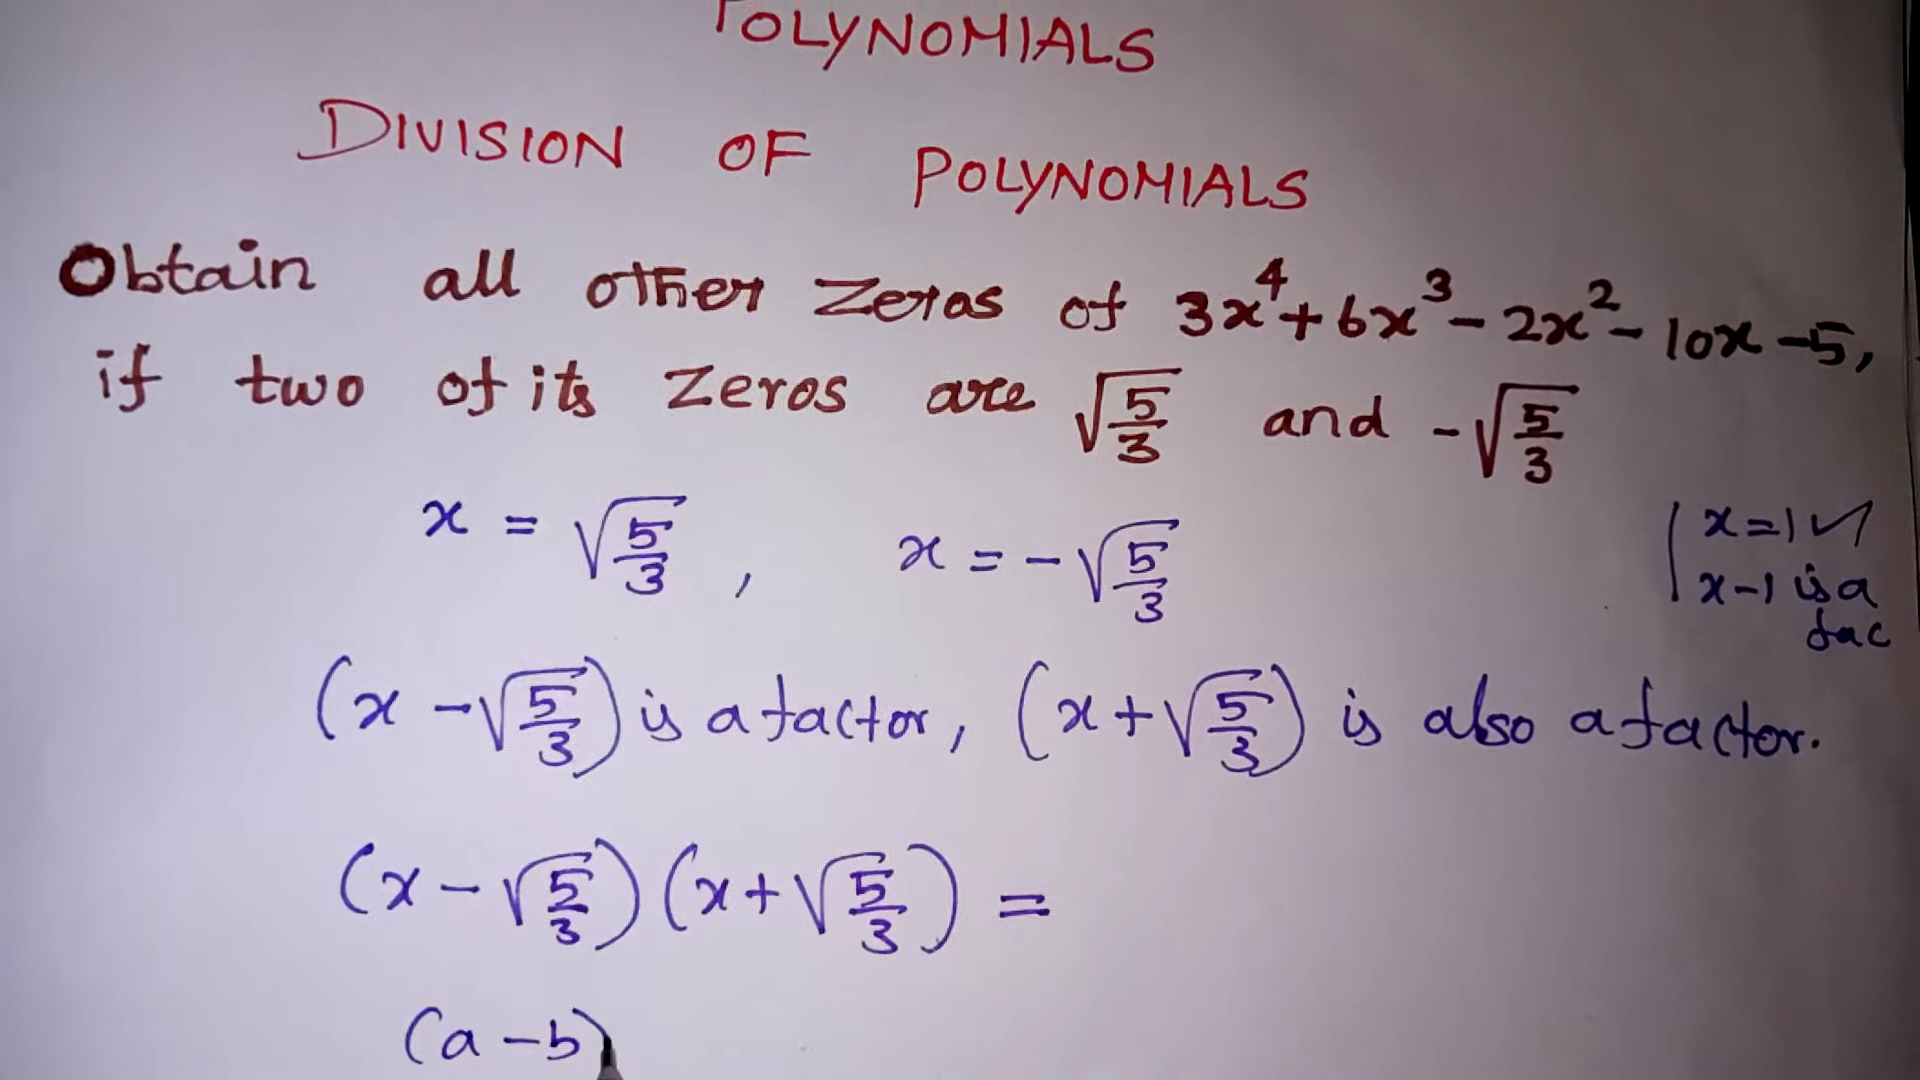 POLYNOMIALS
DIVISION OF POLYNOMIALS
Obtain all other zeros of 3x⁴+6x³-2x²-10x-5,
if two of its zeros are √(5/3) and -√(5/3)
x = √(5/3), x = -√(5/3)
x=1 ✓
x-1 is a
fac
(x-√(5/3)) is a factor, (x+√(5/3)) is also a factor.
(x-√(5/3))(x+√(5/3)) =
(a-b)